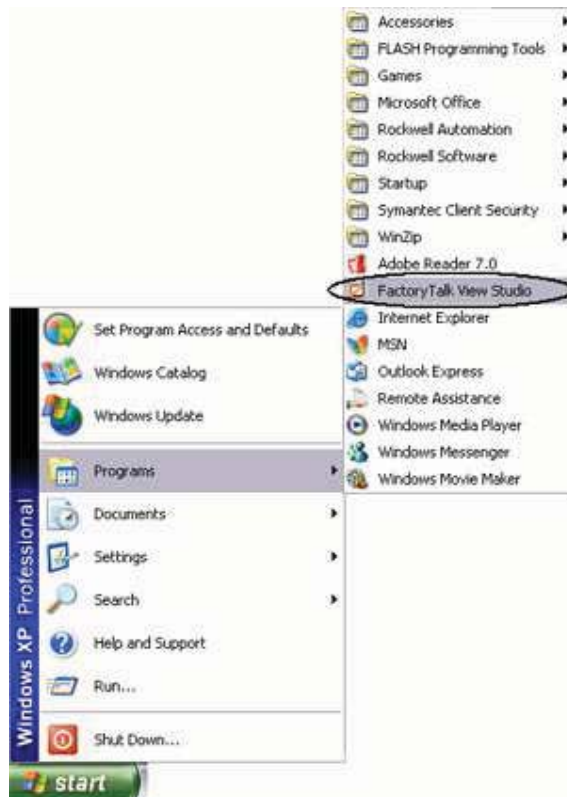 Accessories
FLASH Programming Tools
Games
Microsoft Office
Rockwell Automation
Rockwell Software
Startup
Symantec Client Security
WinZip
Adobe Reader 7.0
FactoryTalk View Studio
Internet Explorer
MSN
Outlook Express
Remote Assistance
Windows Media Player
Windows Messenger
Windows Movie Maker
Set Program Access and Defaults
Windows Catalog
Windows Update
Programs
Documents
Settings
Search
Help and Support
Run...
Shut Down...
Windows XP Professional
start